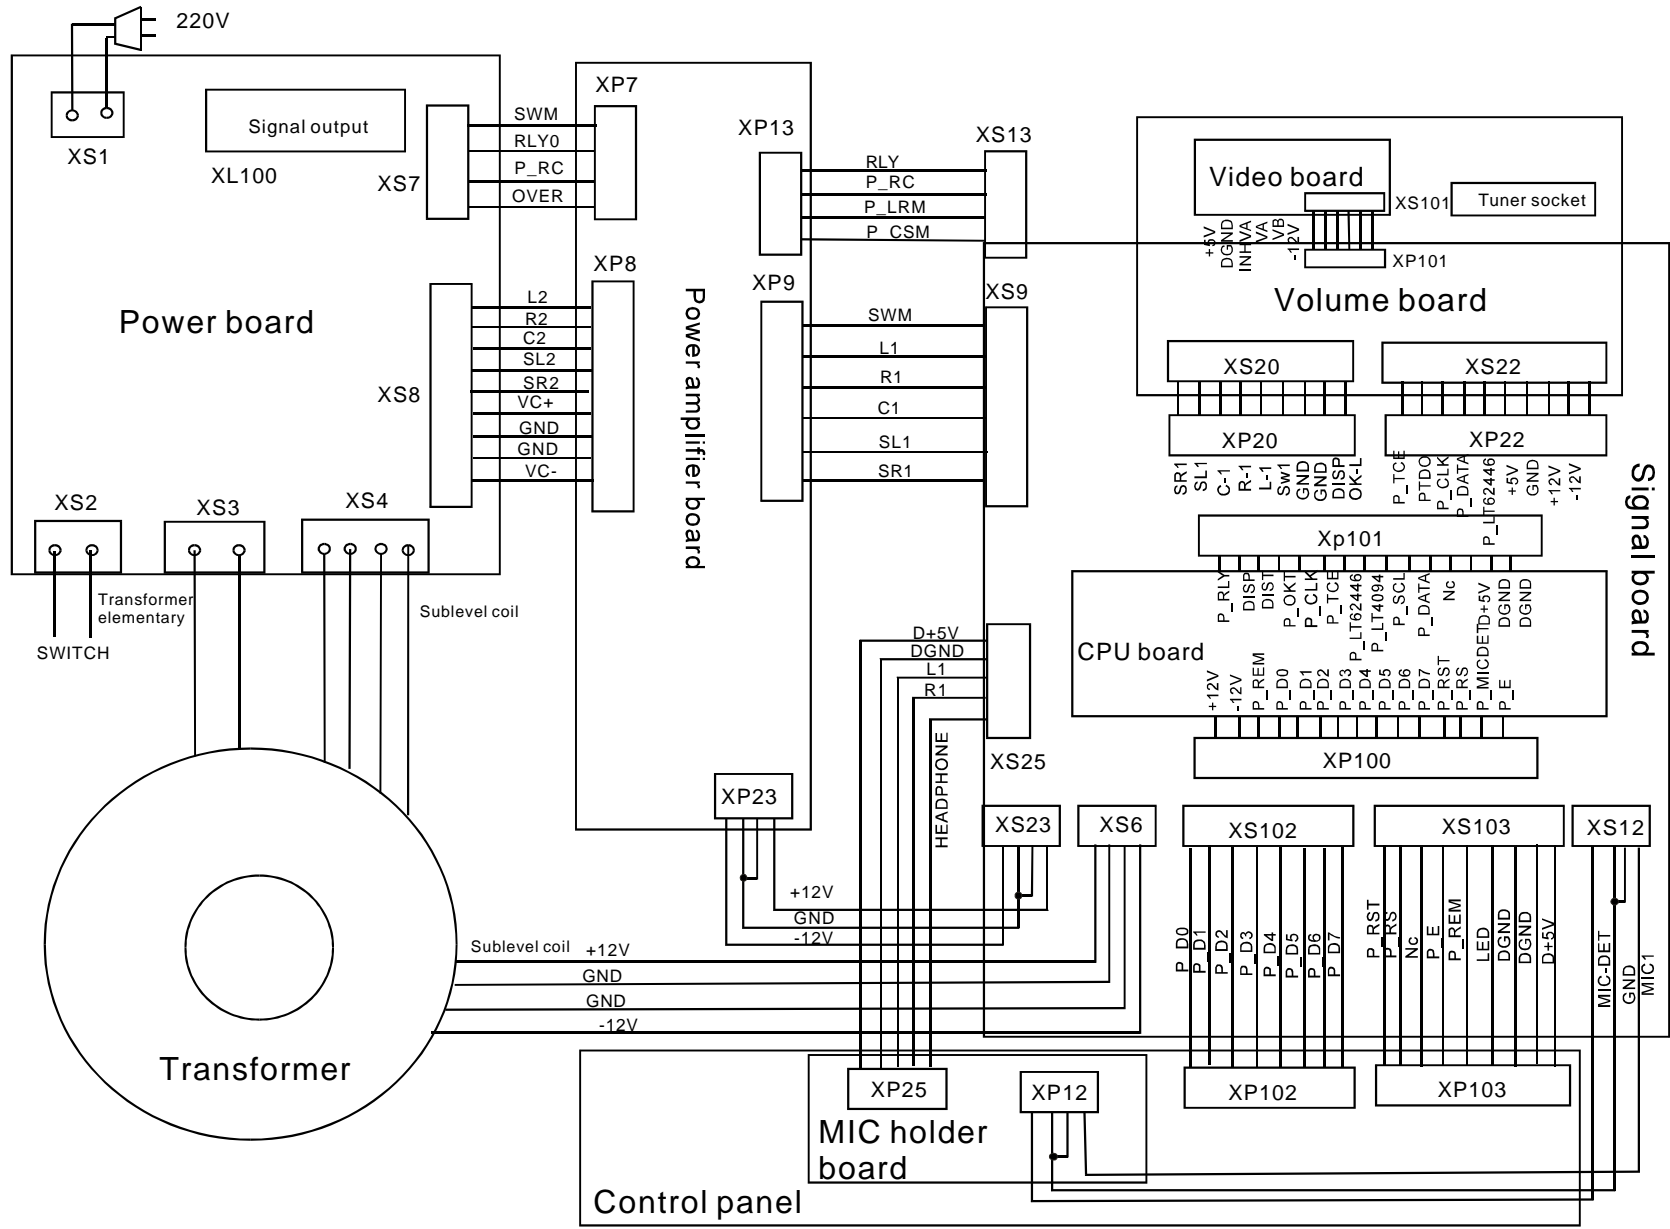 220V
XS1
Signal output
XL100
XS7
SWM
RLY0
P_RC
OVER
XP7
XP13
RLY
P_RC
P_LRM
P_CSM
XS13
Video board
XS101
Tuner socket
+5V
DGND
INHVA
VA
VB
-12V
XP101
Volume board
Power board
XS8
L2
R2
C2
SL2
SR2
VC+
GND
GND
VC-
XP8
Power amplifier board
XP9
SWM
L1
R1
C1
SL1
SR1
XS9
XS20
XS22
XP20
XP22
SR1
SL1
C-1
R-1
L-1
Sw1
GND
GND
DISP
OK-L
P_TCE
PTDO
P_CLK
P_DATA
P_LT62446
+5V
GND
+12V
-12V
Signal board
XS2
XS3
XS4
Transformer
elementary
SWITCH
Sublevel coil
Xp101
P_RLY
DISP
DIST
P_OKT
P_CLK
P_TCE
P_LT62446
P_LT4094
P_SCL
P_DATA
Nc
D+5V
DGND
DGND
CPU board
+12V
-12V
P_REM
P_D0
P_D1
P_D2
P_D3
P_D4
P_D5
P_D6
P_D7
P_RST
P_RS
P_MICDET
P_E
XP100
D+5V
DGND
L1
R1
HEADPHONE
XS25
XP23
XS23
XS6
XS102
XS103
XS12
+12V
GND
-12V
Sublevel coil
+12V
GND
GND
-12V
P_D0
P_D1
P_D2
P_D3
P_D4
P_D5
P_D6
P_D7
P_RST
P_RS
Nc
P_E
P_REM
LED
DGND
DGND
D+5V
MIC-DET
GND
MIC1
Transformer
XP25
XP12
XP102
XP103
MIC holder
board
Control panel